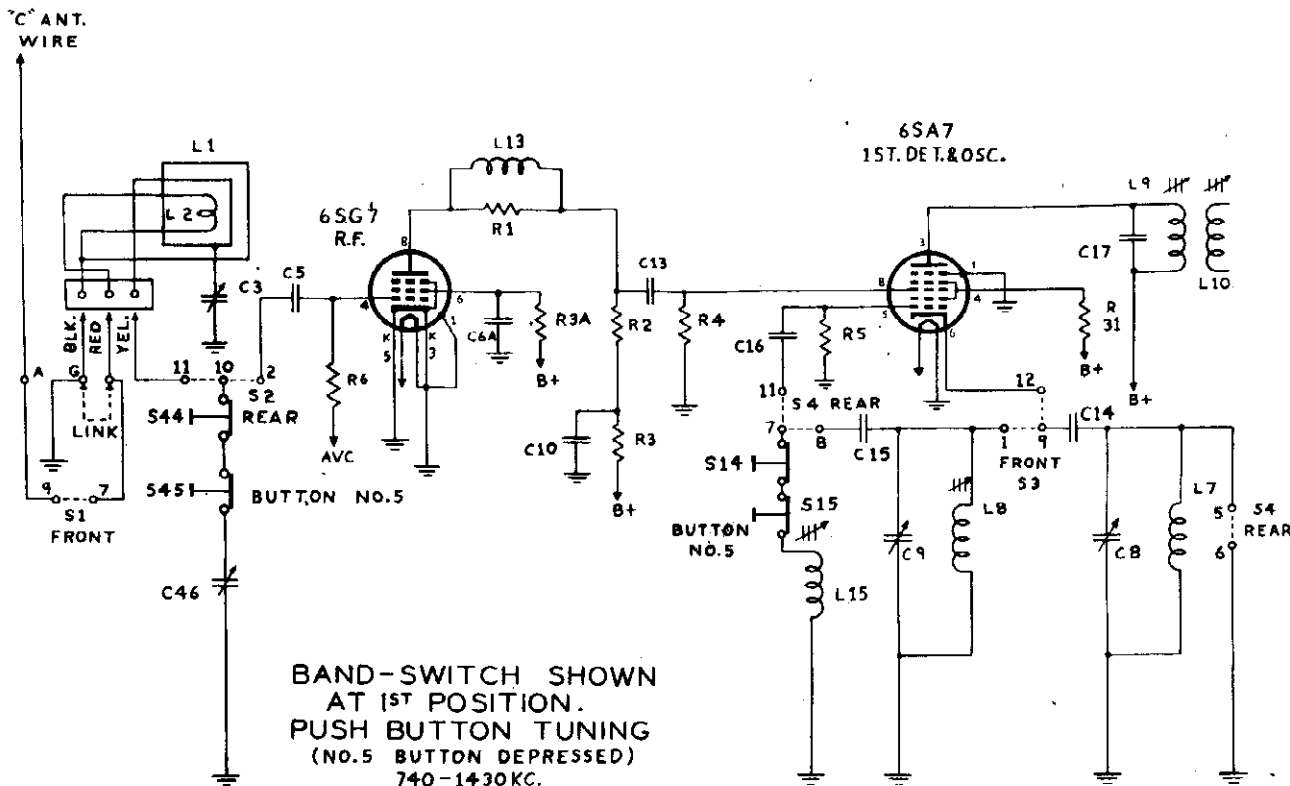 "C" ANT.
WIRE
L1
L2
C3
BLK.
RED
YEL.
A
G
LINK
9
7
S1
FRONT
11
10
2
S2
REAR
S44
S45
BUTTON NO.5
C46
C5
R6
AVC
6SG7
R.F.
8
4
6
K
5
K
3
1
L13
R1
C6A
R3A
B+
R2
C13
C10
R3
B+
R4
6SA7
1ST. DET. & OSC.
3
1
8
4
5
6
C16
R5
11
S4 REAR
7
8
C15
S14
S15
BUTTON
NO.5
L15
C9
L8
12
1
9
FRONT
S3
C14
C8
L7
5
6
S4
REAR
C17
L9
L10
R
31
B+
B+
BAND-SWITCH SHOWN
AT 1ST POSITION.
PUSH BUTTON TUNING
(NO.5 BUTTON DEPRESSED)
740-1430KC.